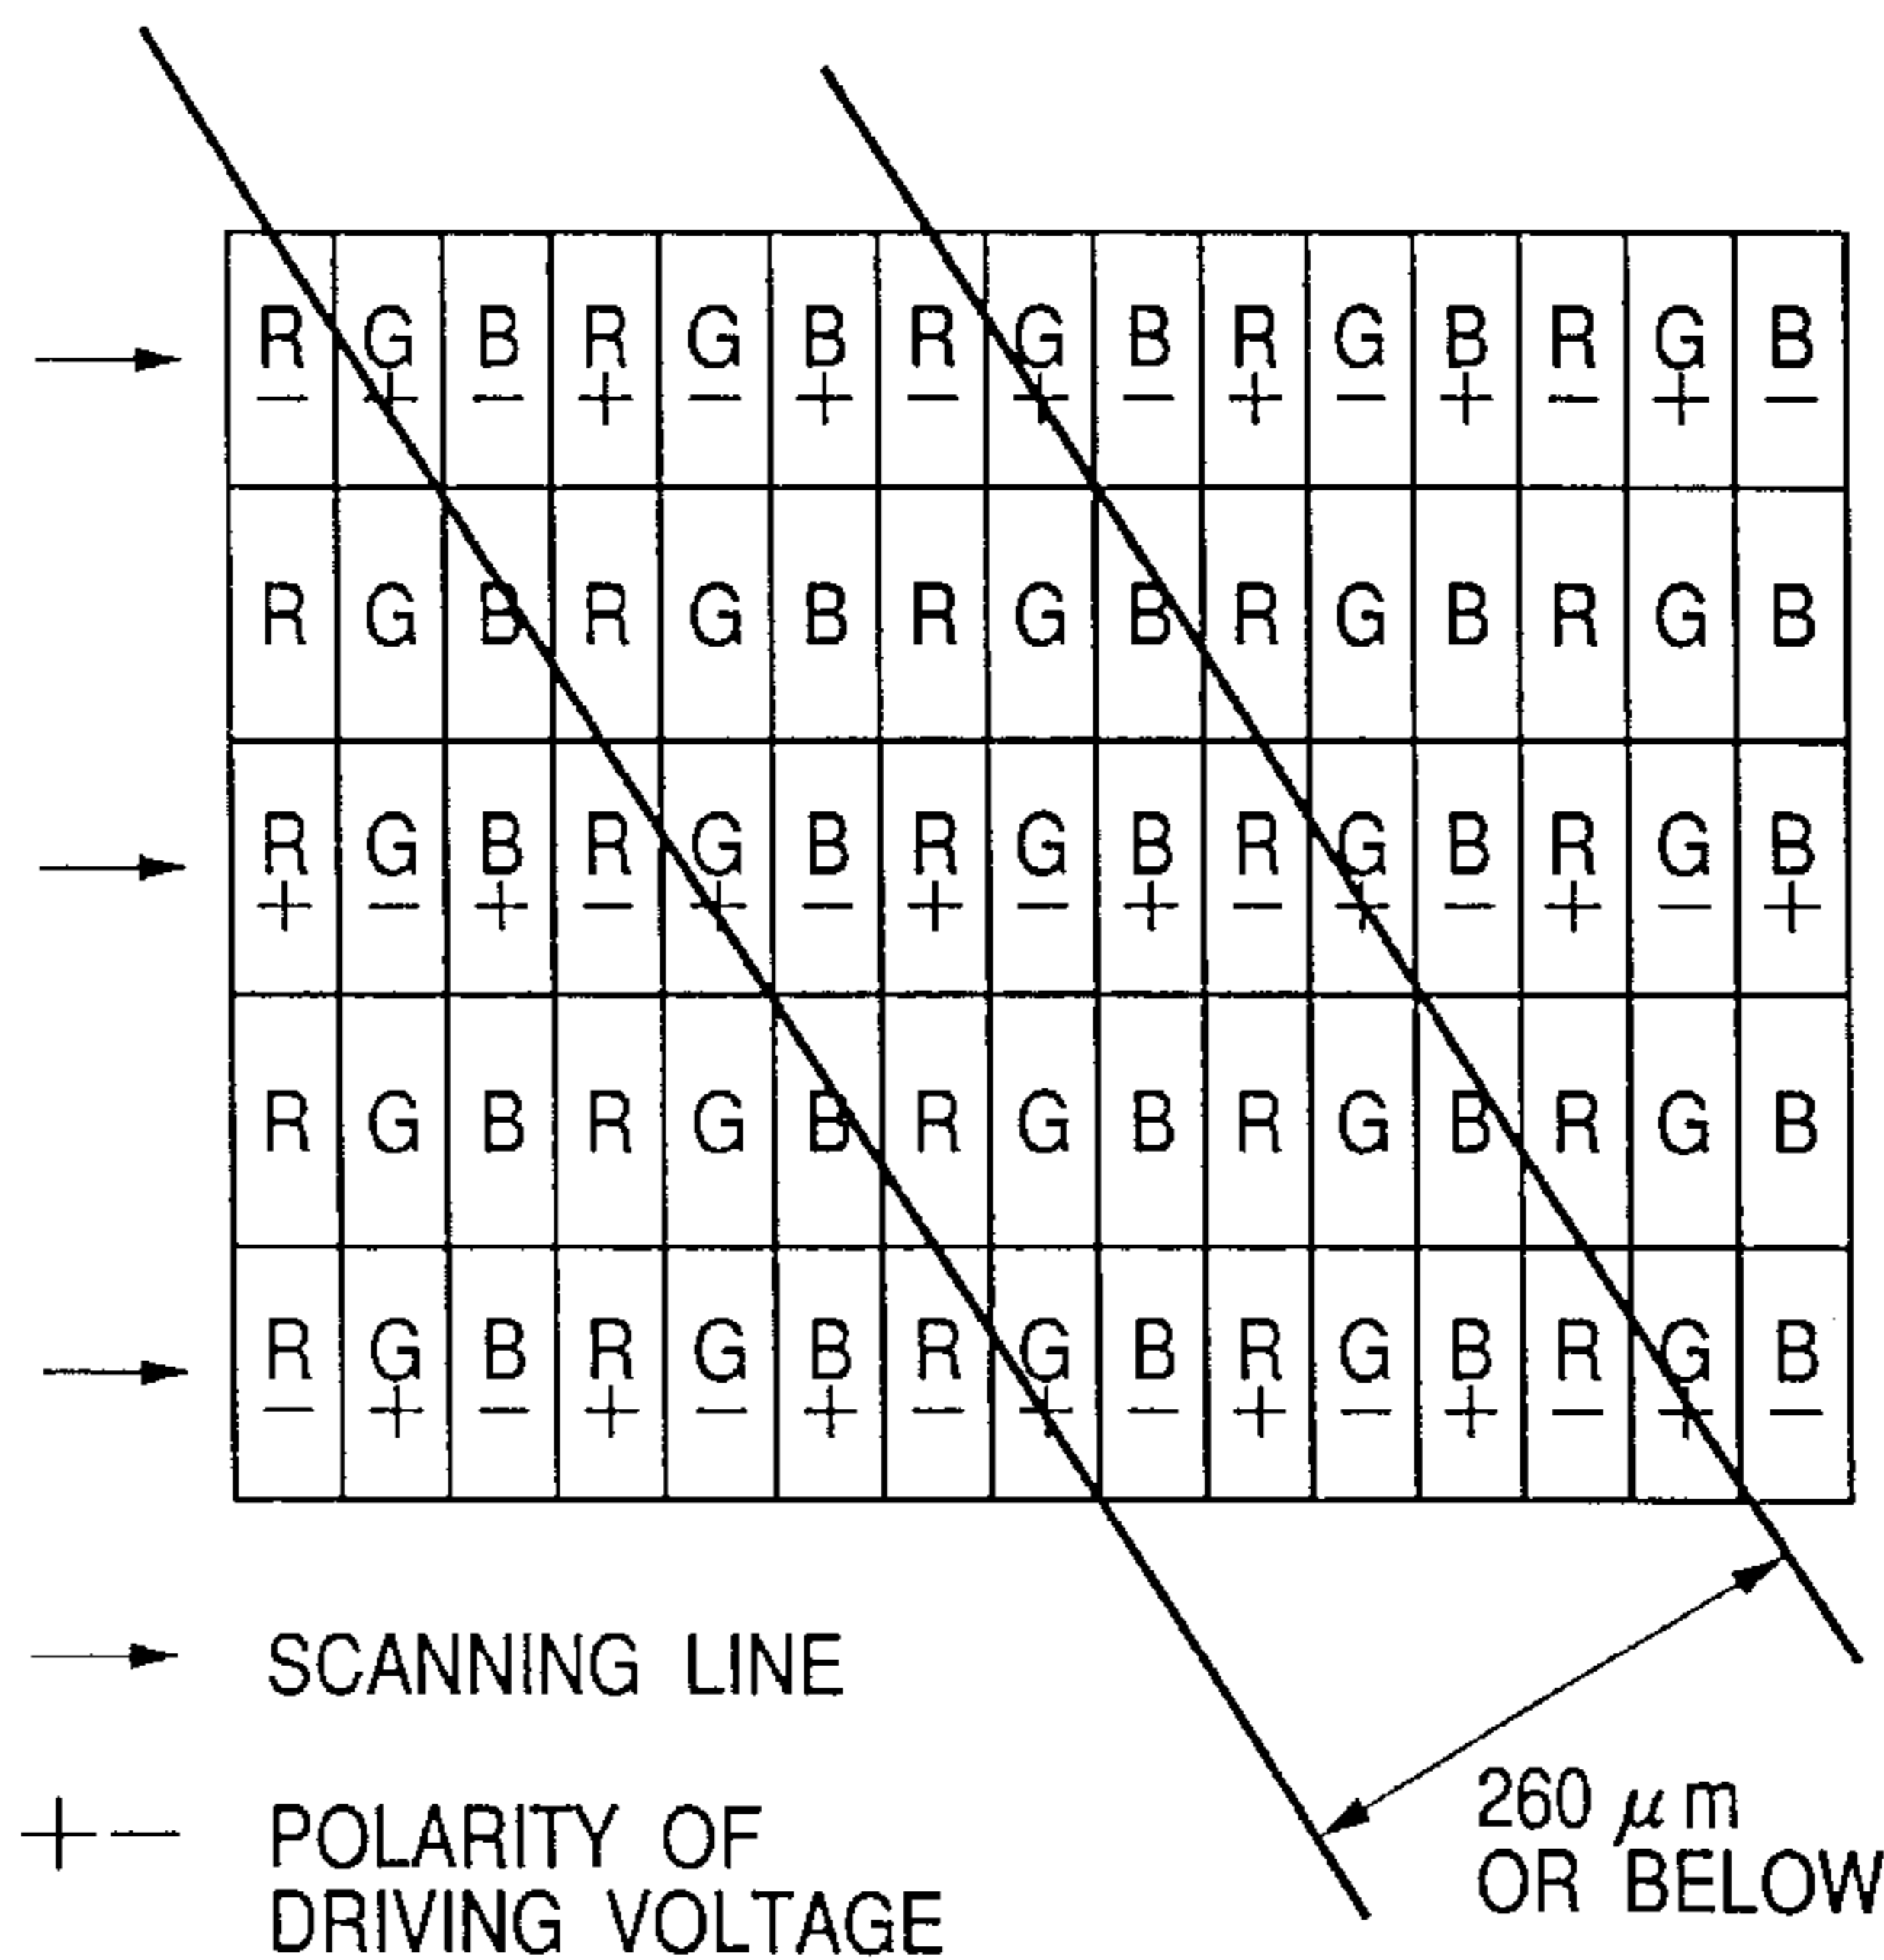 R G B R G B R G B R G B R G B
− + − + − + − + − + − + − + −
R G B R G B R G B R G B R G B
R G B R G B R G B R G B R G B
+ − + − + − + − + − + − + − +
R G B R G B R G B R G B R G B
R G B R G B R G B R G B R G B
− + − + − + − + − + − + − + −
SCANNING LINE
260 μm
OR BELOW
+ − POLARITY OF
DRIVING VOLTAGE